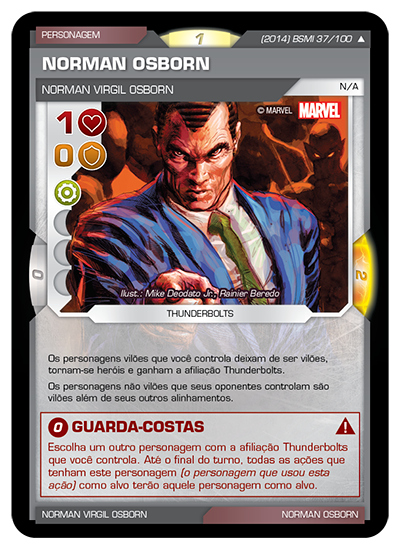 PERSONAGEM
1
(2014) BSMI 37/100 ▲
NORMAN OSBORN
NORMAN VIRGIL OSBORN
N/A
© MARVEL MARVEL
1
0
0
2
Ilust.: Mike Deodato Jr., Rainier Beredo
THUNDERBOLTS
Os personagens vilões que você controla deixam de ser vilões,
tornam-se heróis e ganham a afiliação Thunderbolts.
Os personagens não vilões que seus oponentes controlam são
vilões além de seus outros alinhamentos.
0 GUARDA-COSTAS
Escolha um outro personagem com a afiliação Thunderbolts
que você controla. Até o final do turno, todas as ações que
tenham este personagem (o personagem que usou esta
ação) como alvo terão aquele personagem como alvo.
NORMAN VIRGIL OSBORN
NORMAN OSBORN